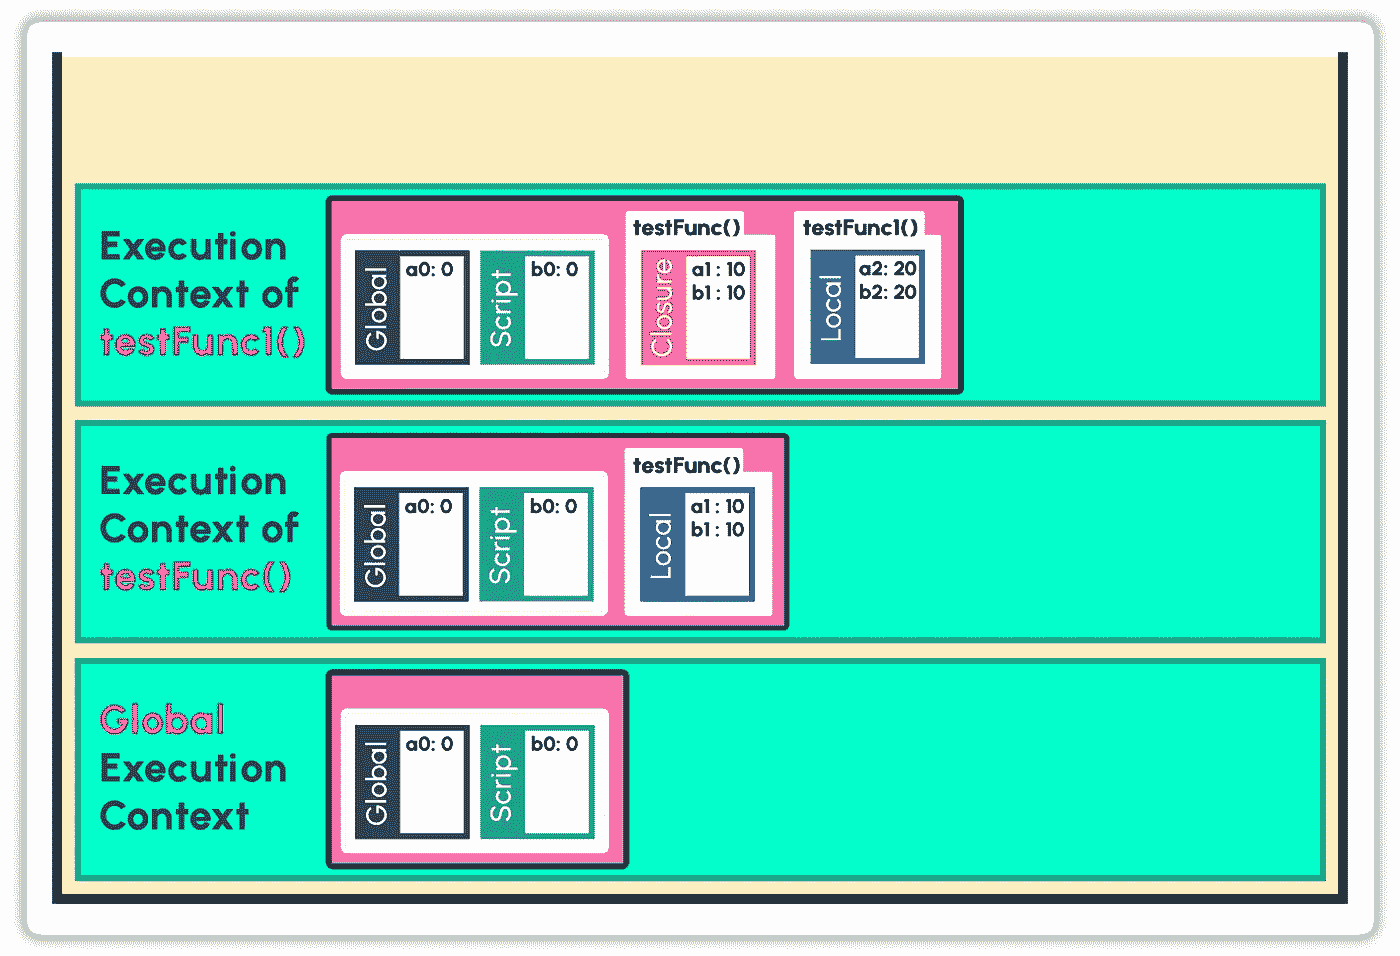 Execution
Context of
testFunc1()
Global
a0: 0
Script
b0: 0
testFunc()
Closure
a1 : 10
b1 : 10
testFunc1()
Local
a2: 20
b2: 20
Execution
Context of
testFunc()
Global
a0: 0
Script
b0: 0
testFunc()
Local
a1 : 10
b1 : 10
Global
Execution
Context
Global
a0: 0
Script
b0: 0